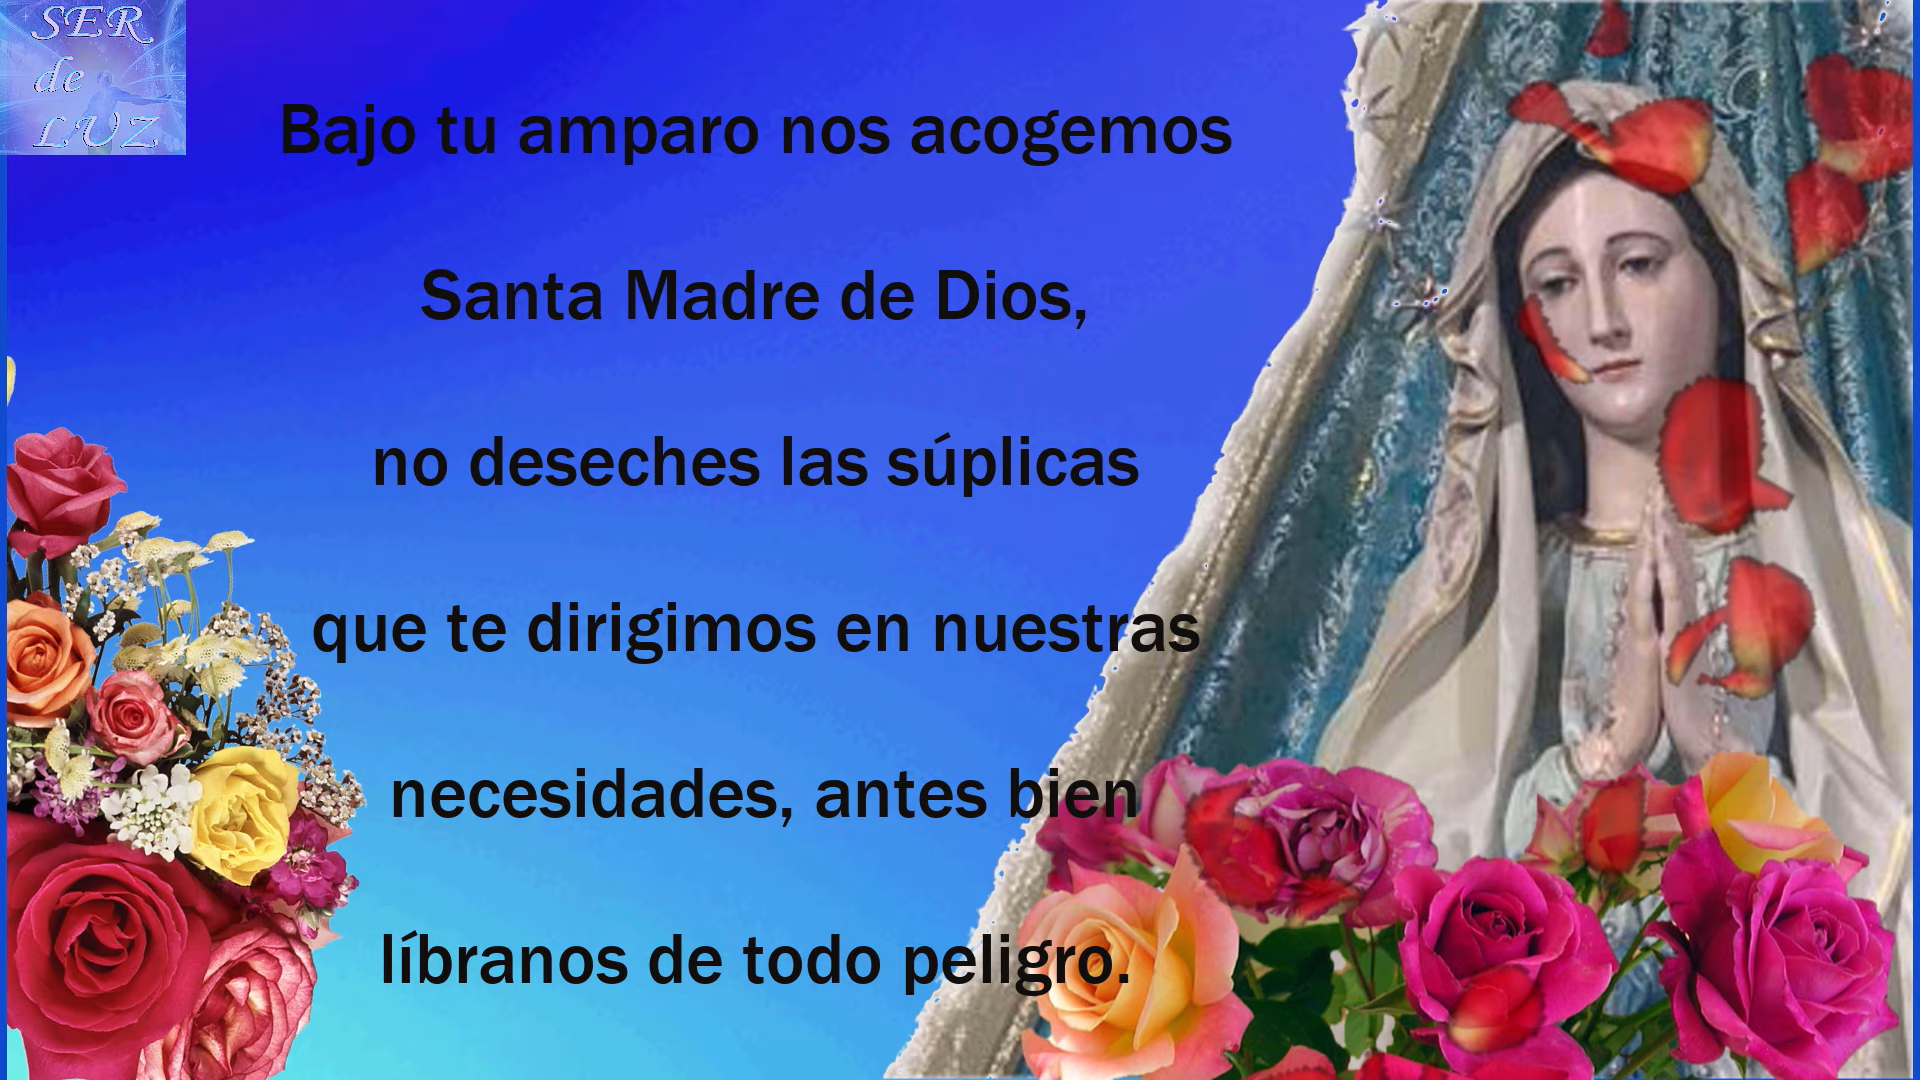 SER
de
LUZ
Bajo tu amparo nos acogemos
Santa Madre de Dios,
no deseches las súplicas
que te dirigimos en nuestras
necesidades, antes bien
líbranos de todo peligro.